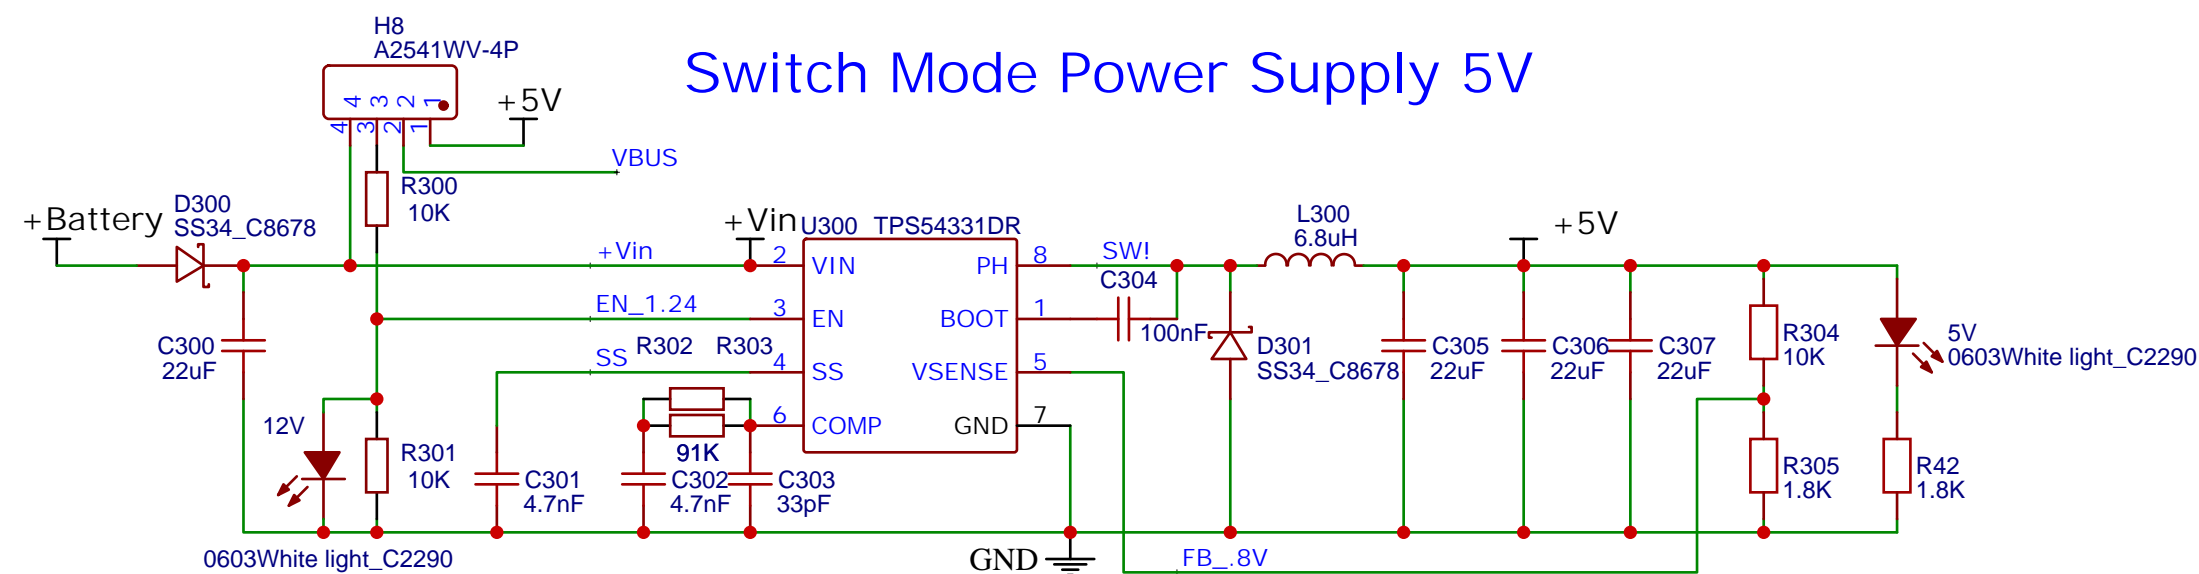 H8
A2541WV-4P
Switch Mode Power Supply 5V
4 3 2 1
4 3 2 1
+5V
VBUS
R300
10K
+Battery
D300
SS34_C8678
+Vin
+Vin
U300 TPS54331DR
2 VIN
PH 8
SW!
L300
6.8uH
+5V
C304
100nF
EN_1.24
3 EN
BOOT 1
C300
22uF
SS
R302 R303
4 SS
VSENSE 5
D301
SS34_C8678
C305
22uF
C306
22uF
C307
22uF
R304
10K
5V
0603White light_C2290
12V
6 COMP
GND 7
91K
R301
10K
C301
4.7nF
C302
4.7nF
C303
33pF
R305
1.8K
R42
1.8K
0603White light_C2290
GND
FB_.8V